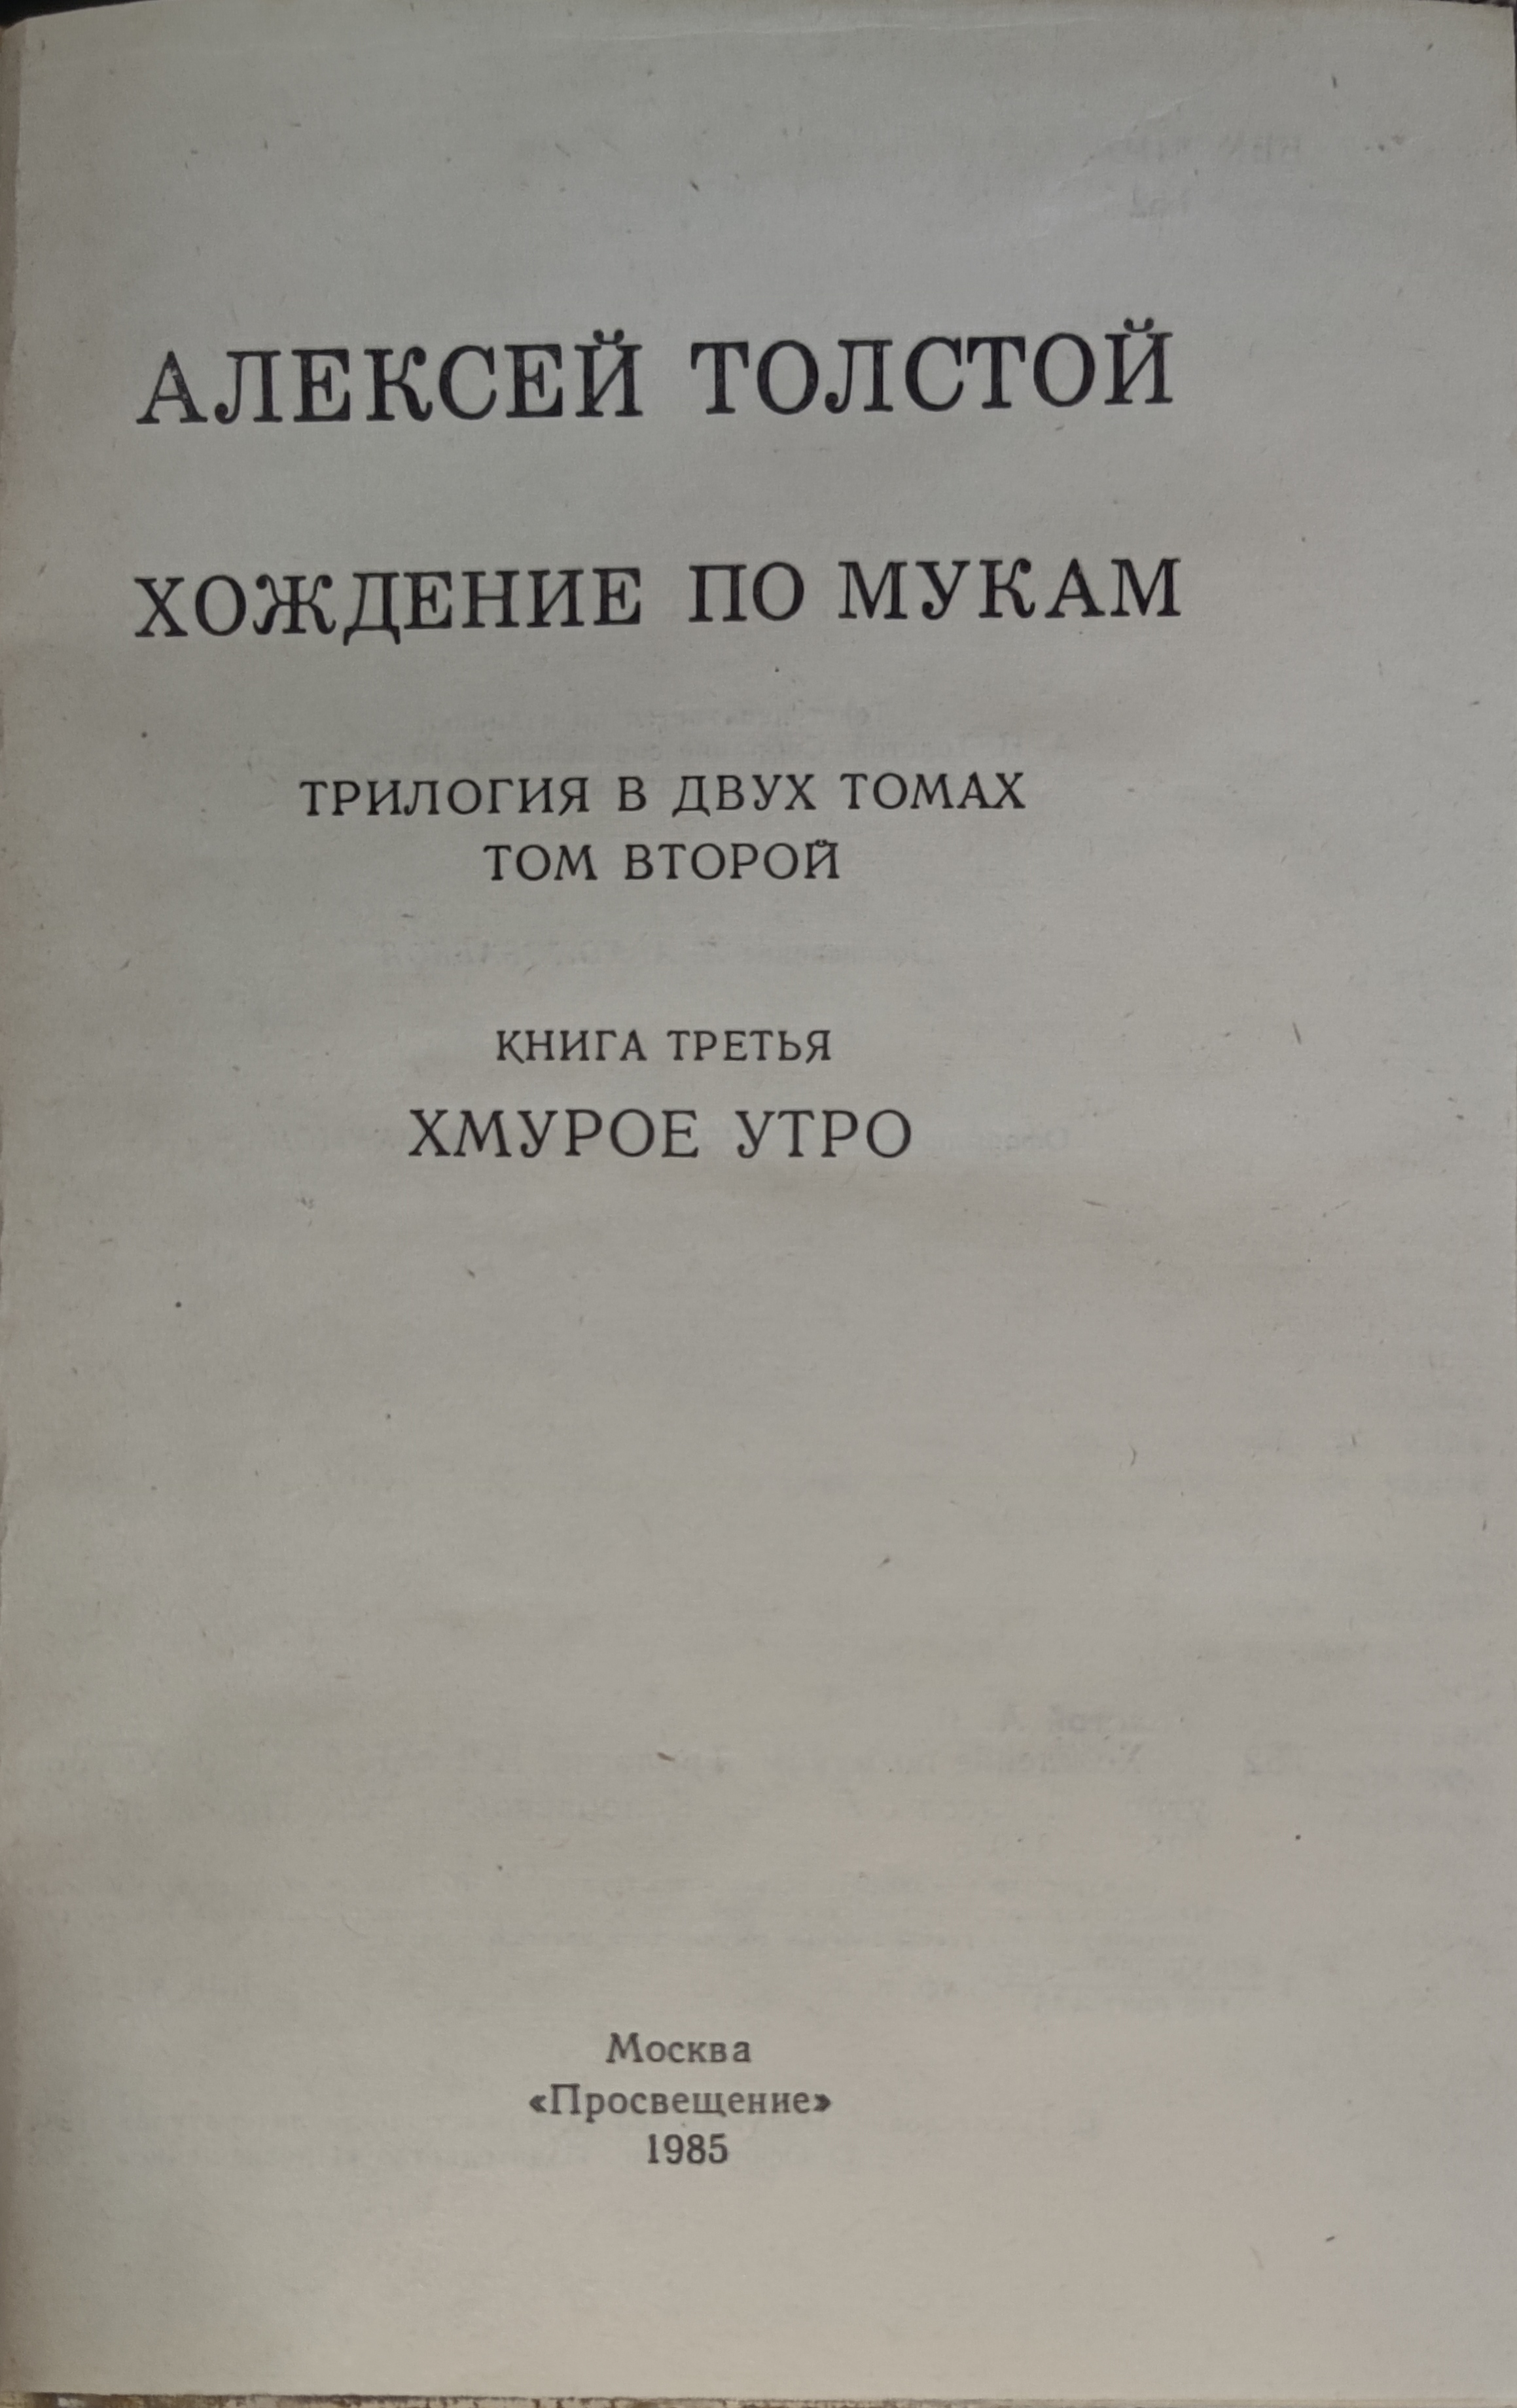 АЛЕКСЕЙ ТОЛСТОЙ
ХОЖДЕНИЕ ПО МУКАМ
ТРИЛОГИЯ В ДВУХ ТОМАХ
ТОМ ВТОРОЙ
КНИГА ТРЕТЬЯ
ХМУРОЕ УТРО
Москва
«Просвещение»
1985